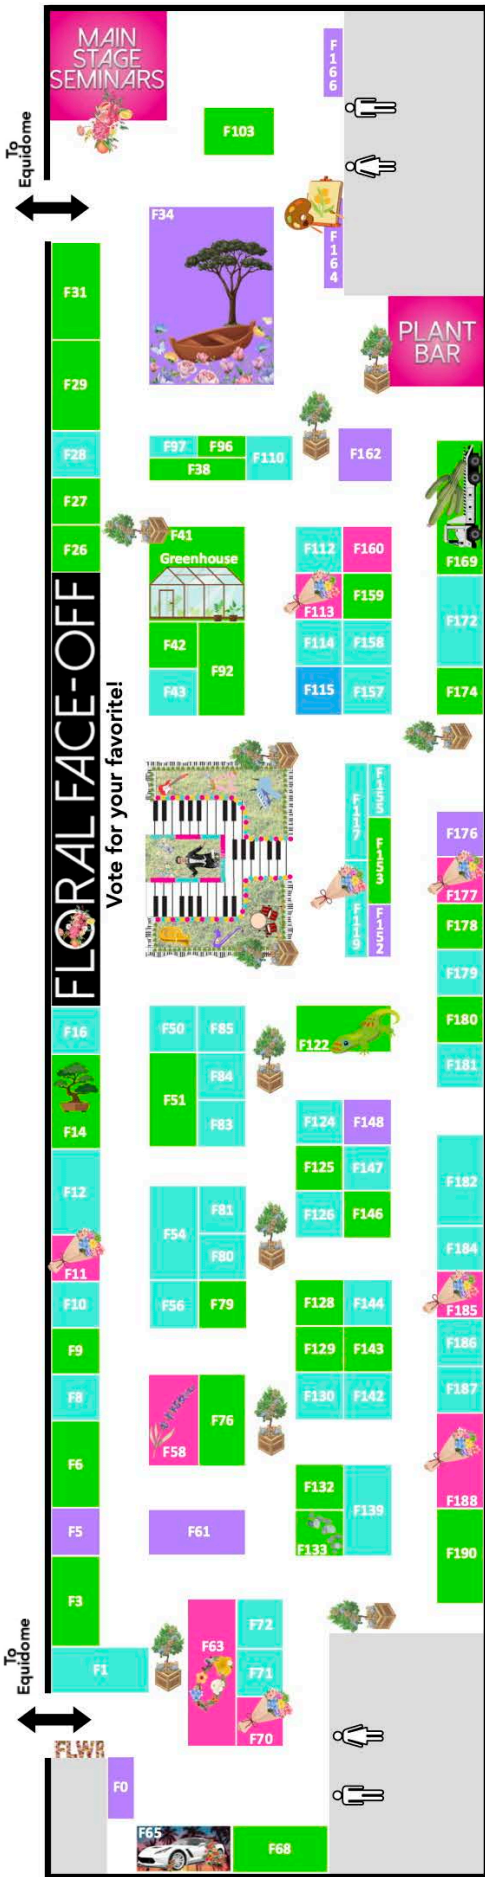 MAIN
STAGE
SEMINARS
F166
F103
To
Equidome
F34
F164
F31
PLANT
BAR
F29
F28
F97
F96
F110
F162
F38
F27
F41
F26
Greenhouse
F112
F160
F169
F113
F159
F172
F42
F92
F114
F158
F43
F115
F157
F174
FLORAL FACE-OFF
Vote for your favorite!
F117
F155
F153
F176
F177
F119
F152
F178
F179
F16
F50
F85
F122
F180
F181
F14
F51
F84
F83
F124
F148
F125
F147
F182
F12
F54
F81
F126
F146
F11
F80
F184
F10
F56
F79
F128
F144
F185
F9
F129
F143
F186
F8
F58
F76
F130
F142
F187
F6
F188
F132
F139
F5
F61
F133
F190
F3
F63
F72
To
Equidome
F1
F71
F70
FLWR
F0
F65
F68